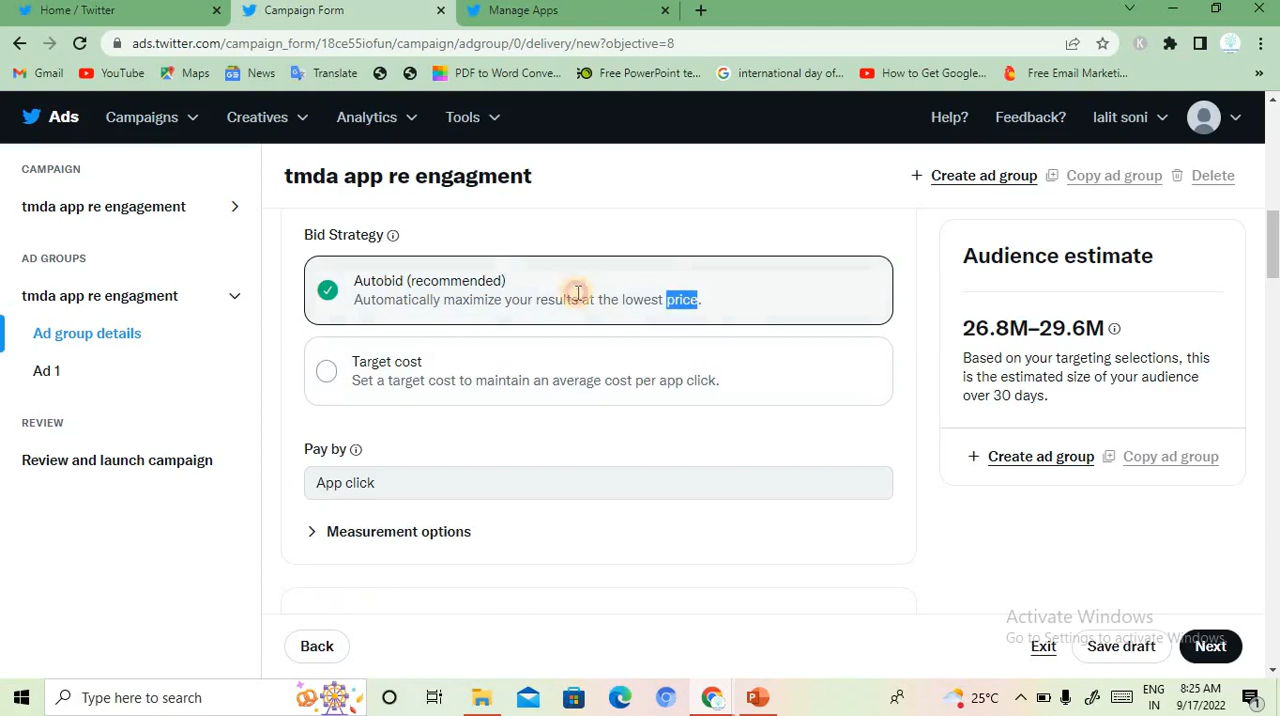 Home / Twitter
Campaign Form
Manage Apps
ads.twitter.com/campaign_form/18ce55iofun/campaign/adgroup/0/delivery/new?objective=8
Gmail
YouTube
Maps
News
Translate
PDF to Word Conve...
Free PowerPoint te...
international day of...
How to Get Google...
Free Email Marketi...
Ads
Campaigns
Creatives
Analytics
Tools
Help?
Feedback?
lalit soni
CAMPAIGN
tmda app re engagement
AD GROUPS
tmda app re engagment
Ad group details
Ad 1
REVIEW
Review and launch campaign
tmda app re engagment
+ Create ad group
Copy ad group
Delete
Bid Strategy
Autobid (recommended)
Automatically maximize your results at the lowest price.
Target cost
Set a target cost to maintain an average cost per app click.
Pay by
App click
Measurement options
Audience estimate
26.8M–29.6M
Based on your targeting selections, this
is the estimated size of your audience
over 30 days.
+ Create ad group
Copy ad group
Activate Windows
Go to Settings to activate Windows.
Back
Exit
Save draft
Next
Type here to search
25°C
ENG
IN
8:25 AM
9/17/2022
1